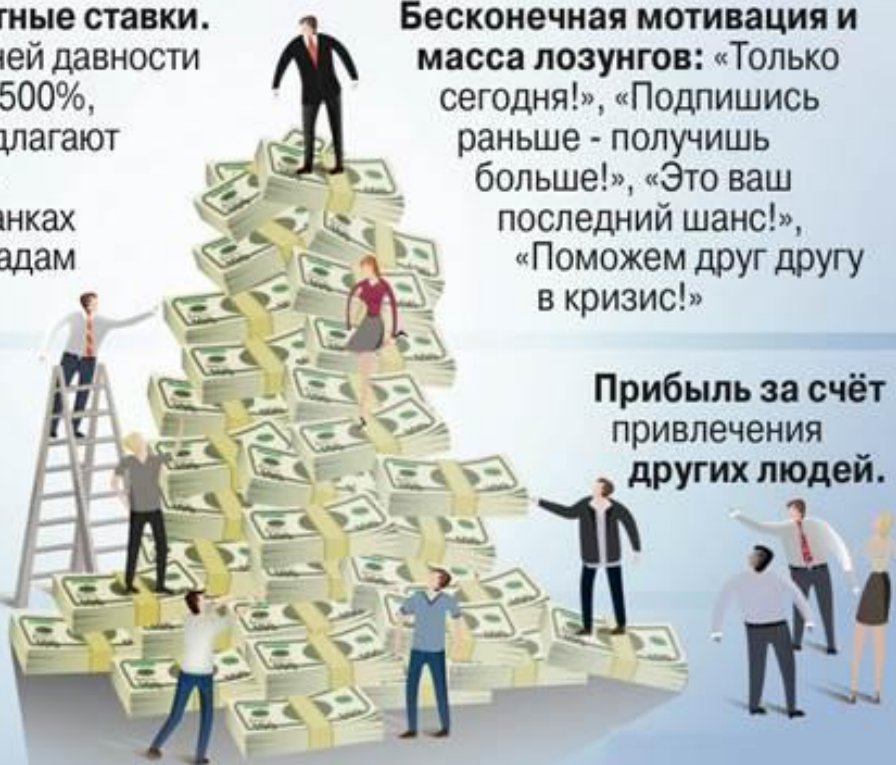 тные ставки.
ней давности
500%,
длагают
анках
адам
Бесконечная мотивация и
масса лозунгов: «Только
сегодня!», «Подпишись
раньше - получишь
больше!», «Это ваш
последний шанс!»,
«Поможем друг другу
в кризис!»
Прибыль за счёт
привлечения
других людей.